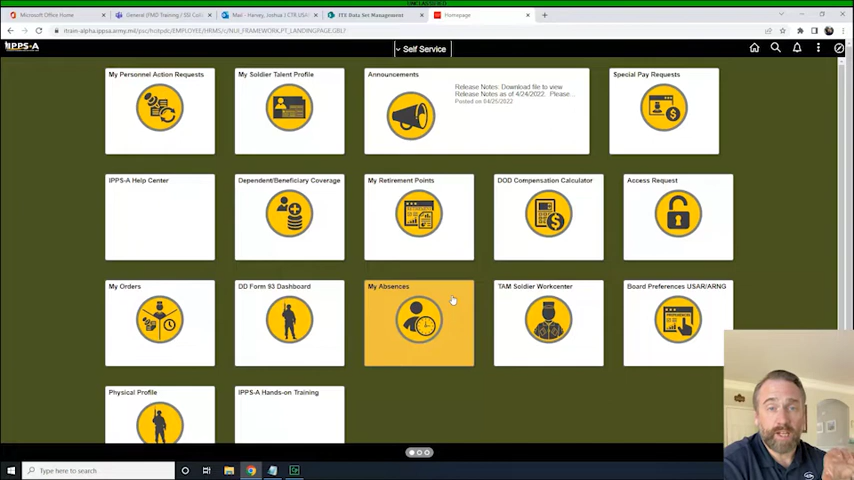 UNCLASSIFIED
Microsoft Office Home
General (FMD Training / SSI Coll
Mail - Harvey, Joshua J CTR USA
ITE Data Set Management
Homepage
IPPS-A
Self Service
My Personnel Action Requests
My Soldier Talent Profile
Announcements
Release Notes: Download file to view
Release Notes as of 4/24/2022. Please...
Posted on 04/25/2022
Special Pay Requests
IPPS-A Help Center
Dependent/Beneficiary Coverage
My Retirement Points
DOD Compensation Calculator
Access Request
My Orders
DD Form 93 Dashboard
My Absences
TAM Soldier Workcenter
Board Preferences USAR/ARNG
Physical Profile
IPPS-A Hands-on Training
Type here to search